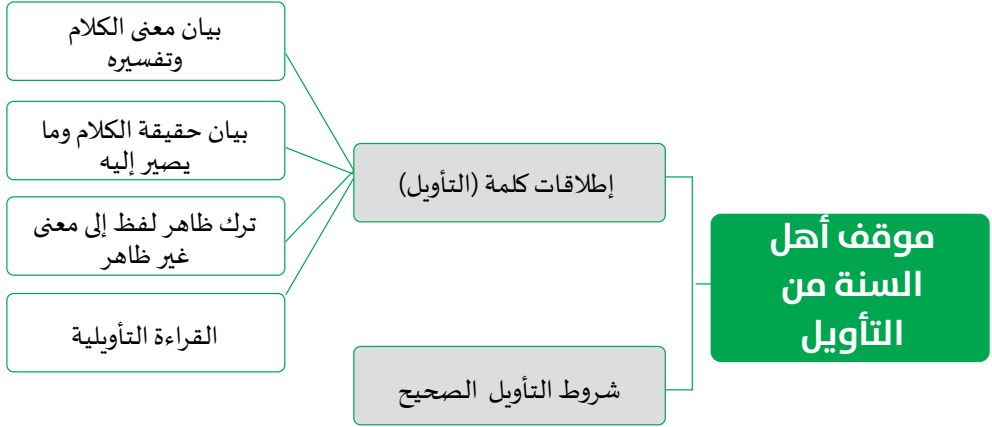 موقف أهل
السنة من
التأويل
إطلاقات كلمة (التأويل)
بيان معنى الكلام
وتفسيره
بيان حقيقة الكلام وما
يصير إليه
ترك ظاهر لفظ إلى معنى
غير ظاهر
القراءة التأويلية
شروط التأويل الصحيح